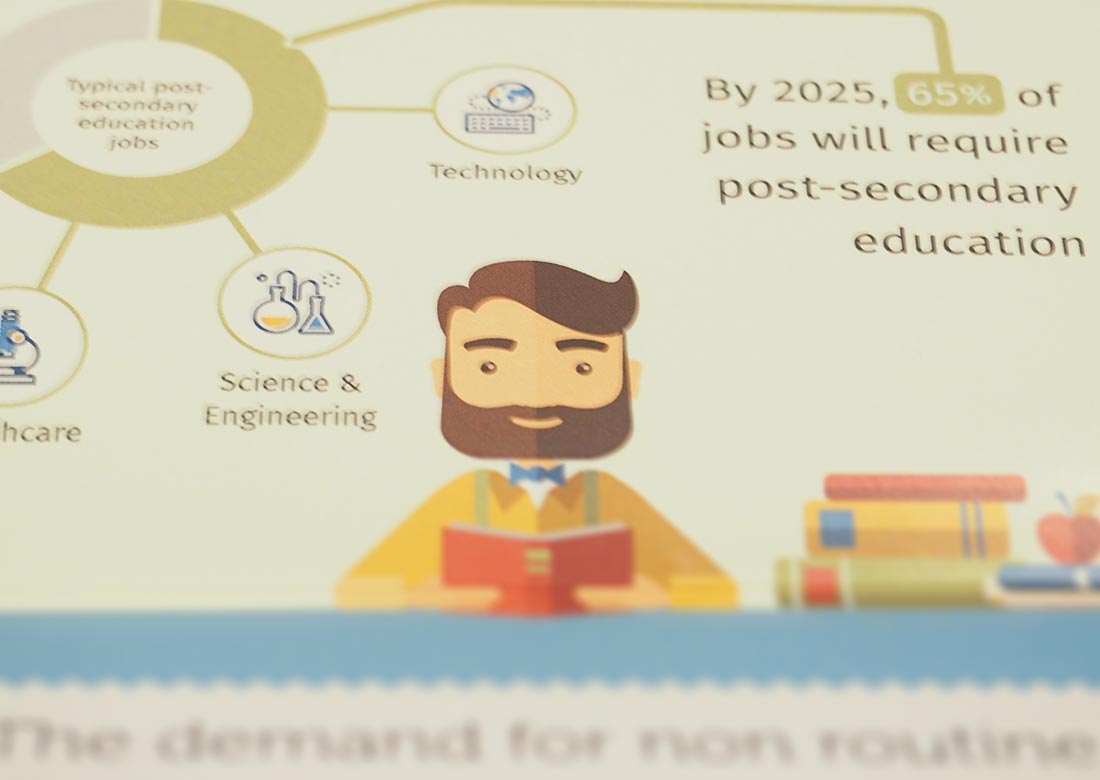 Typical post-
secondary
education
jobs
Technology
By 2025, 65% of
jobs will require
post-secondary
education
Science &
Engineering
hcare
The demand for non routine